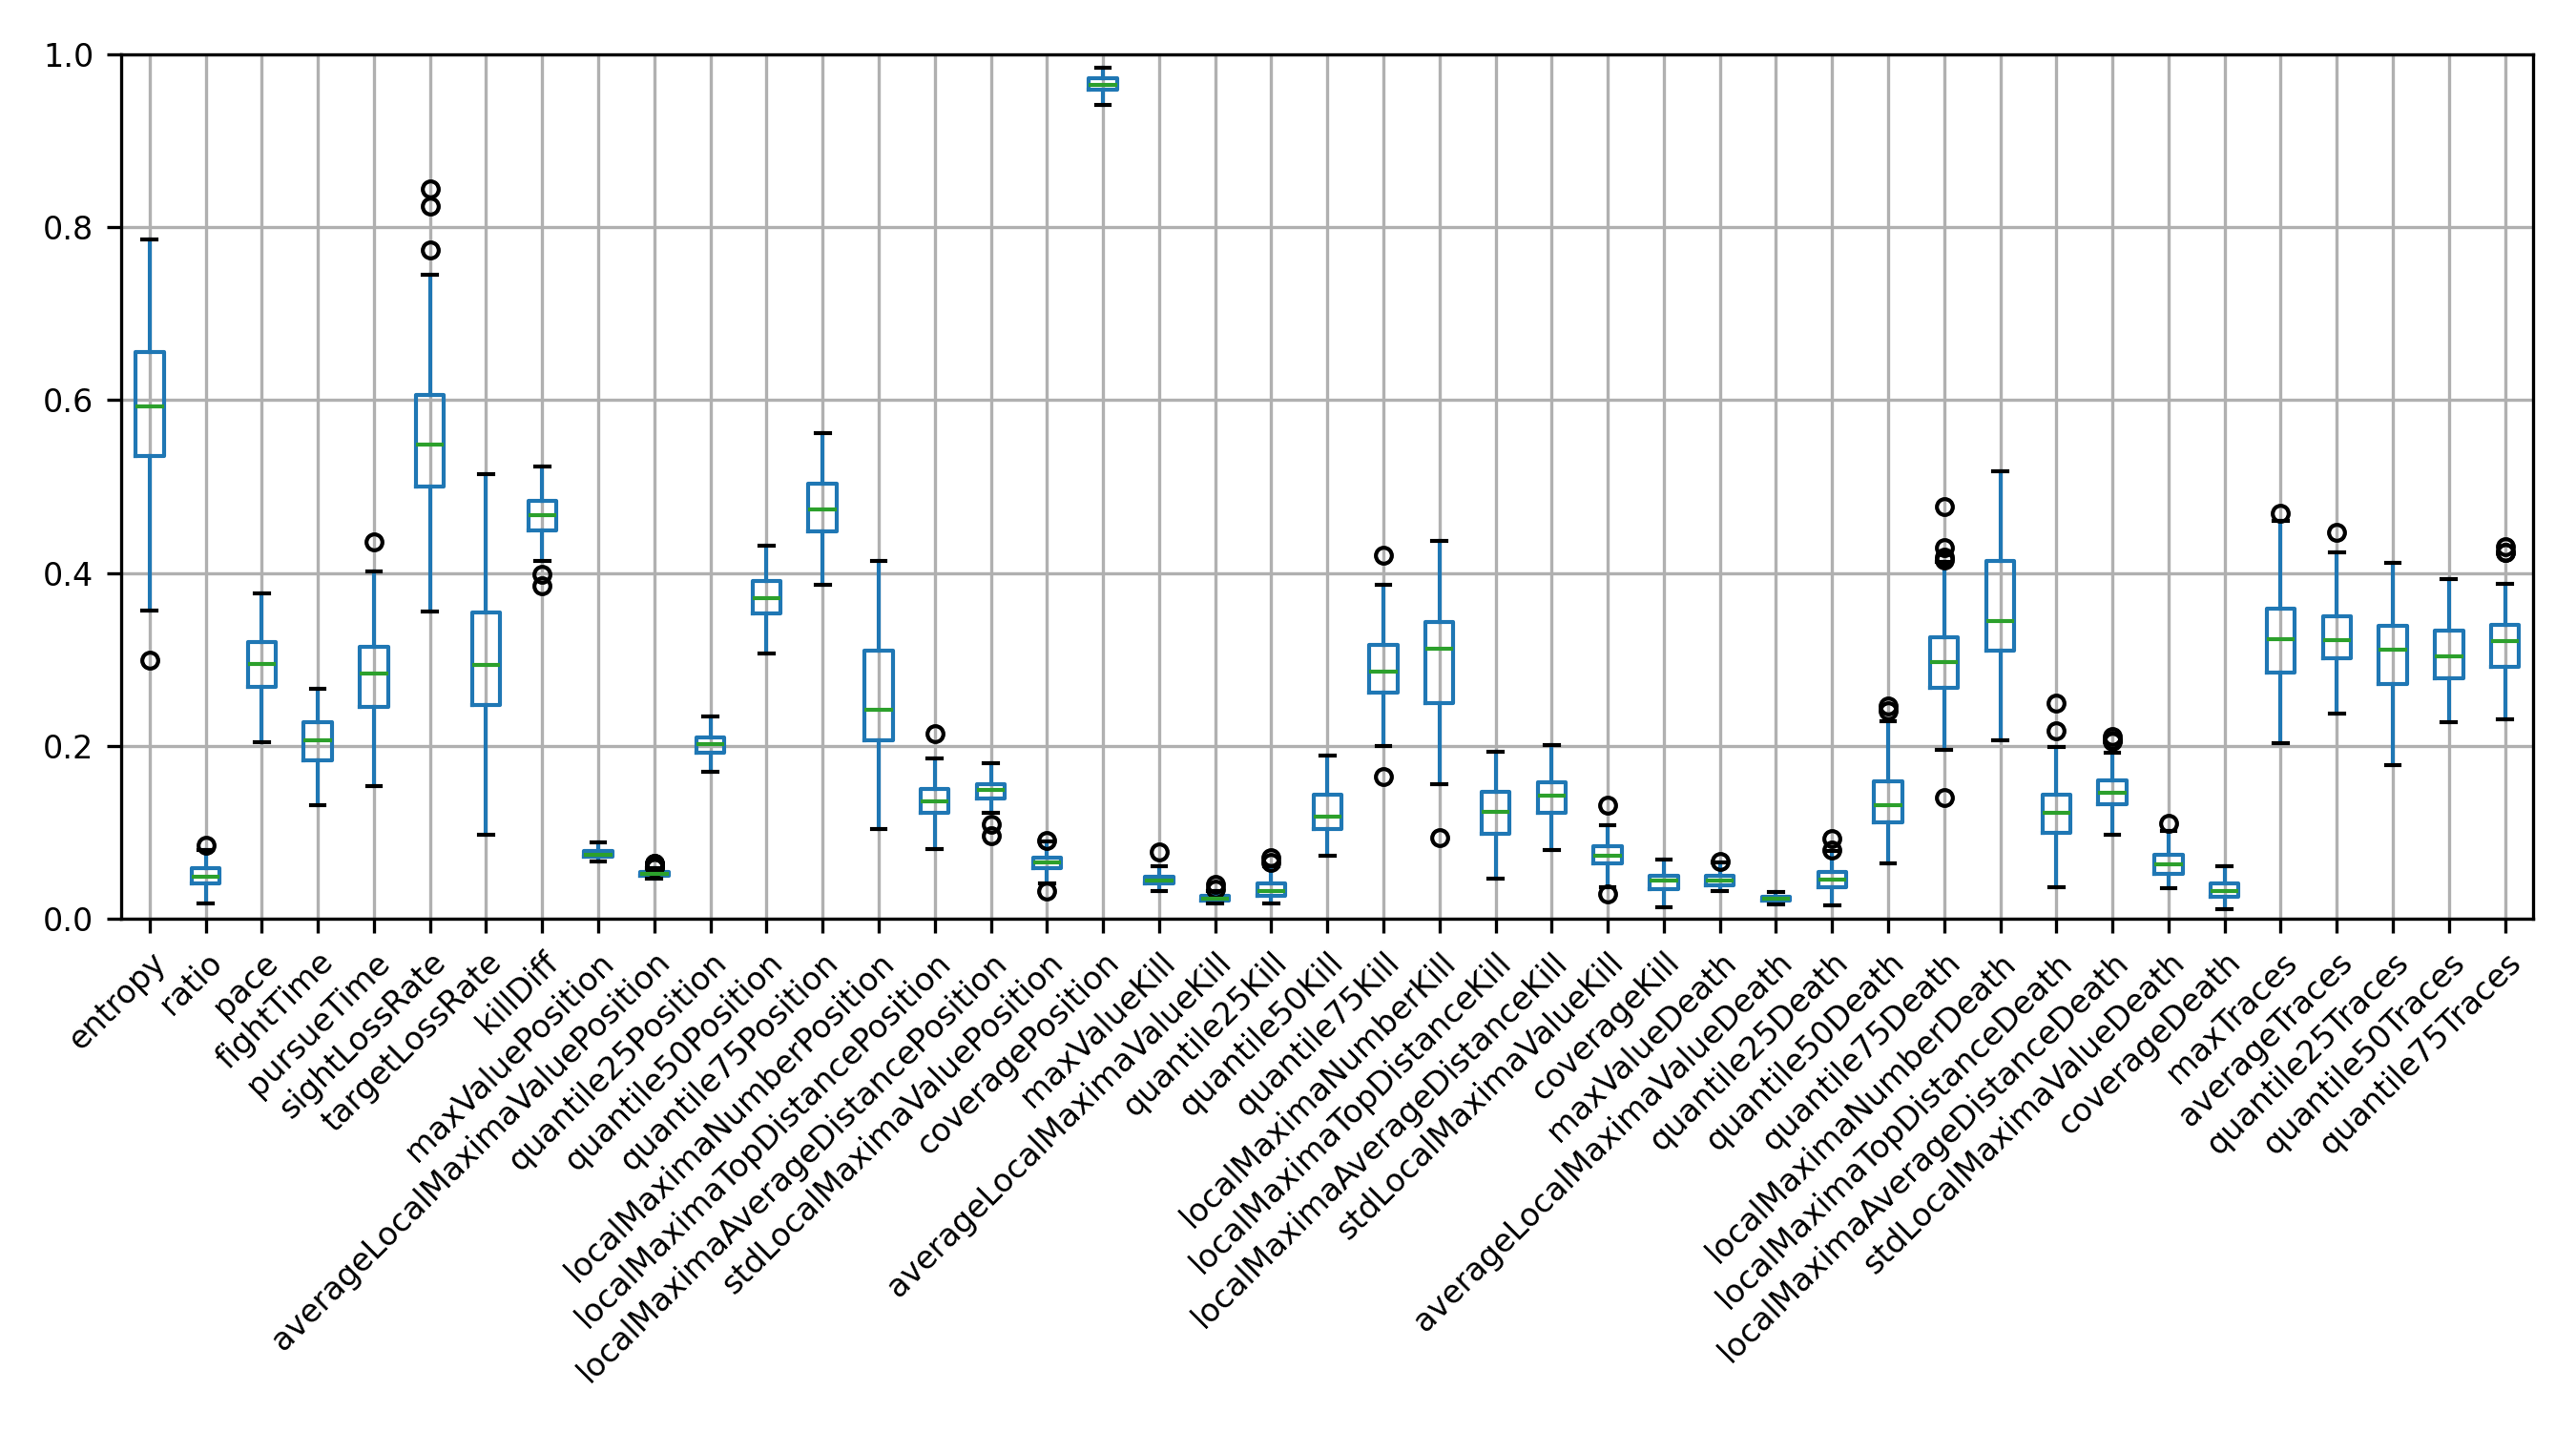 1.0
0.8
0.6
0.4
0.2
0.0
entropy
ratio
pace
fightTime
pursueTime
sightLossRate
targetLossRate
killDiff
maxValuePosition
averageLocalMaximaValuePosition
quantile25Position
quantile50Position
quantile75Position
localMaximaNumberPosition
localMaximaTopDistancePosition
localMaximaAverageDistancePosition
stdLocalMaximaValuePosition
coveragePosition
maxValueKill
averageLocalMaximaValueKill
quantile25Kill
quantile50Kill
quantile75Kill
localMaximaNumberKill
localMaximaTopDistanceKill
localMaximaAverageDistanceKill
stdLocalMaximaValueKill
coverageKill
maxValueDeath
averageLocalMaximaValueDeath
quantile25Death
quantile50Death
quantile75Death
localMaximaNumberDeath
localMaximaTopDistanceDeath
localMaximaAverageDistanceDeath
stdLocalMaximaValueDeath
coverageDeath
maxTraces
averageTraces
quantile25Traces
quantile50Traces
quantile75Traces